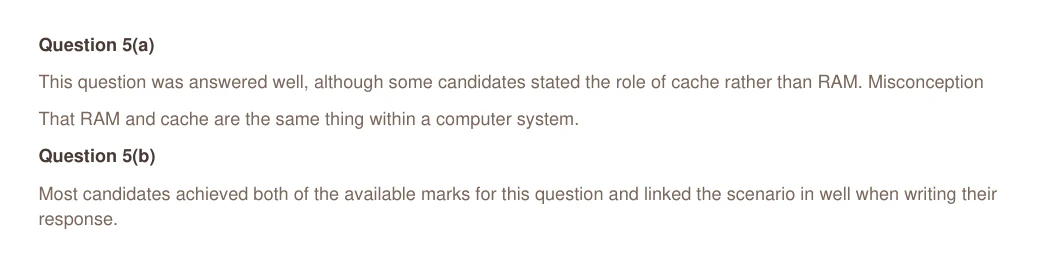 Question 5(a)
This question was answered well, although some candidates stated the role of cache rather than RAM. Misconception
That RAM and cache are the same thing within a computer system.
Question 5(b)
Most candidates achieved both of the available marks for this question and linked the scenario in well when writing their
response.